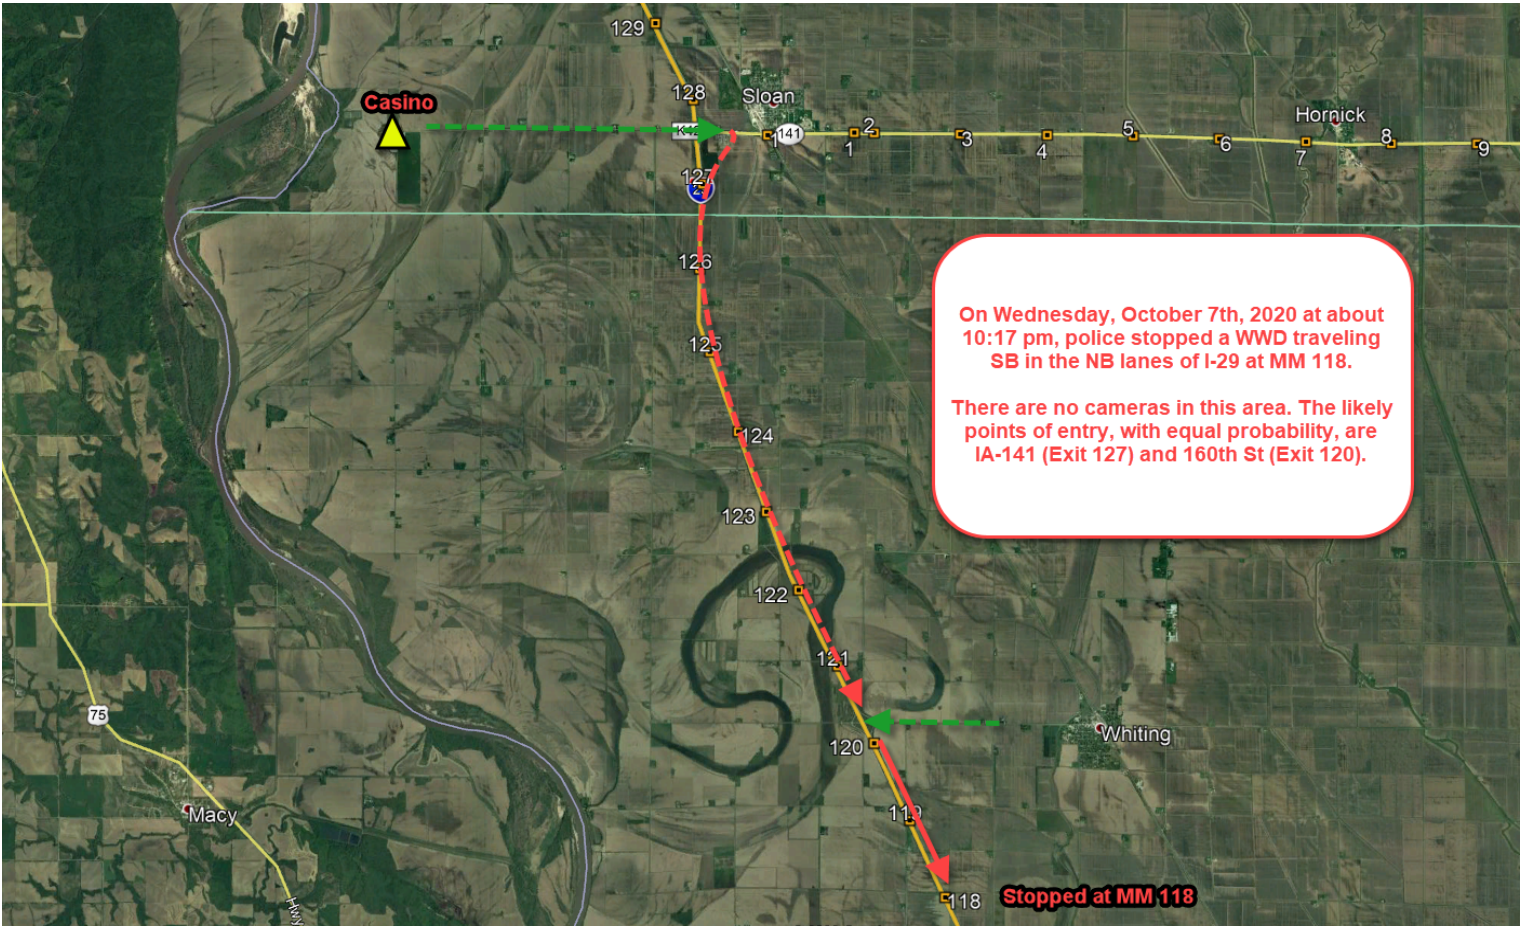 129
128
Sloan
Casino
Hornick
K42
141
1
1
2
3
4
5
6
7
8
9
127
126
125
124
123
122
121
120
119
118
On Wednesday, October 7th, 2020 at about
10:17 pm, police stopped a WWD traveling
SB in the NB lanes of I-29 at MM 118.
There are no cameras in this area. The likely
points of entry, with equal probability, are
IA-141 (Exit 127) and 160th St (Exit 120).
75
Whiting
Macy
Hwy
Stopped at MM 118